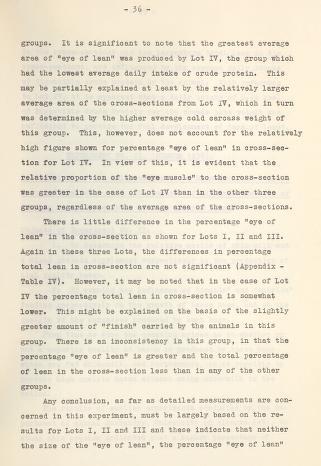 - 36 -
groups. It is significant to note that the greatest average
area of "eye of lean" was produced by Lot IV, the group which
had the lowest average daily intake of crude protein. This
may be partially explained at least by the relatively larger
average area of the cross-sections from Lot IV, which in turn
was determined by the higher average cold carcass weight of
this group. This, however, does not account for the relatively
high figure shown for percentage "eye of lean" in cross-sec-
tion for Lot IV. In view of this, it is evident that the
relative proportion of the "eye muscle" to the cross-section
was greater in the case of Lot IV than in the other three
groups, regardless of the average area of the cross-sections.
There is little difference in the percentage "eye of
lean" in the cross-section as shown for Lots I, II and III.
Again in these three Lots, the differences in percentage
total lean in cross-section are not significant (Appendix -
Table IV). However, it may be noted that in the case of Lot
IV the percentage total lean in cross-section is somewhat
lower. This might be explained on the basis of the slightly
greater amount of "finish" carried by the animals in this
group. There is an inconsistency in this group, in that the
percentage "eye of lean" is greater and the total percentage
of lean in the cross-section less than in any of the other
groups.
Any conclusion, as far as detailed measurements are con-
cerned in this experiment, must be largely based on the re-
sults for Lots I, II and III and these indicate that neither
the size of the "eye of lean", the percentage "eye of lean"